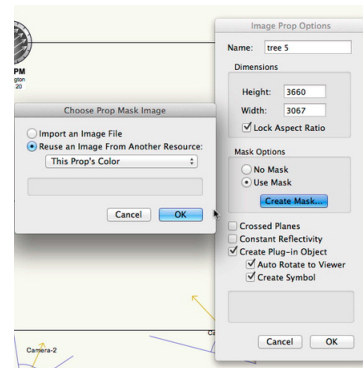 PM
20
Choose Prop Mask Image
Import an Image File
Reuse an Image From Another Resource:
This Prop's Color
Cancel
OK
Image Prop Options
Name: tree 5
Dimensions
Height: 3660
Width: 3067
Lock Aspect Ratio
Mask Options
No Mask
Use Mask
Create Mask...
Crossed Planes
Constant Reflectivity
Create Plug-in Object
Auto Rotate to Viewer
Create Symbol
Cancel
OK
Camera-2